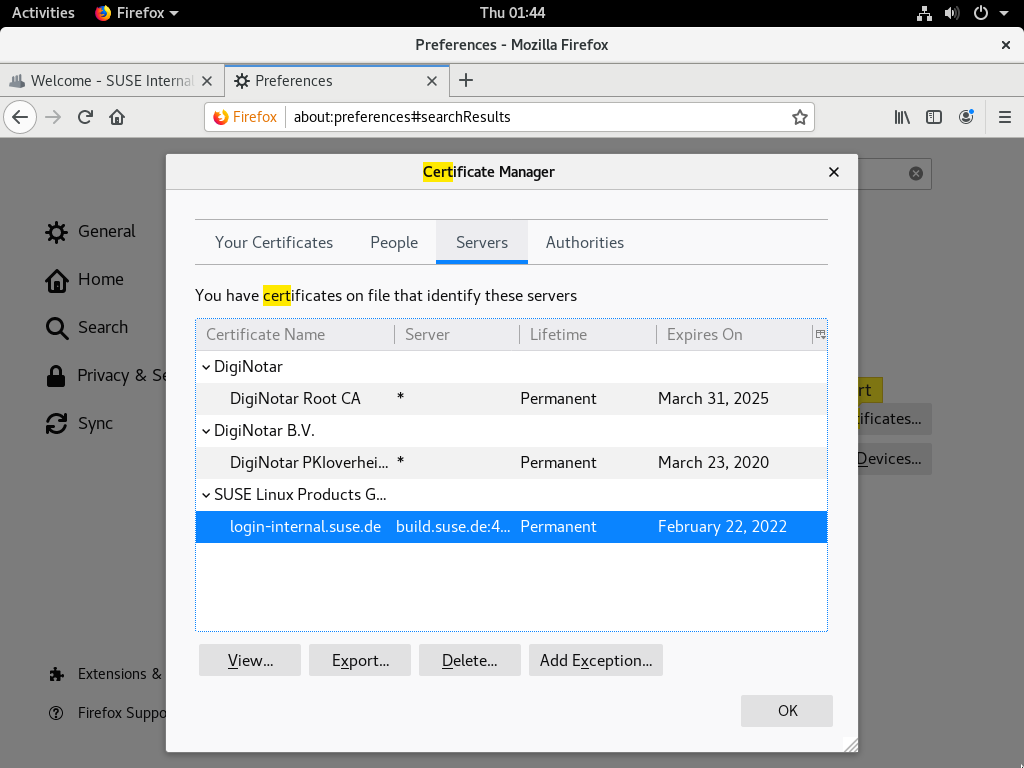 Activities Firefox Thu 01:44
Preferences - Mozilla Firefox
Welcome - SUSE Internal Preferences
Firefox about:preferences#searchResults
Certificate Manager
Your Certificates People Servers Authorities
You have certificates on file that identify these servers
Certificate Name Server Lifetime Expires On
DigiNotar
DigiNotar Root CA * Permanent March 31, 2025
DigiNotar B.V.
DigiNotar PKIoverhei... * Permanent March 23, 2020
SUSE Linux Products G...
login-internal.suse.de build.suse.de:4... Permanent February 22, 2022
View... Export... Delete... Add Exception...
OK
General
Home
Search
Privacy & Se
Sync
Extensions &
Firefox Suppo
rt
ificates...
Devices...